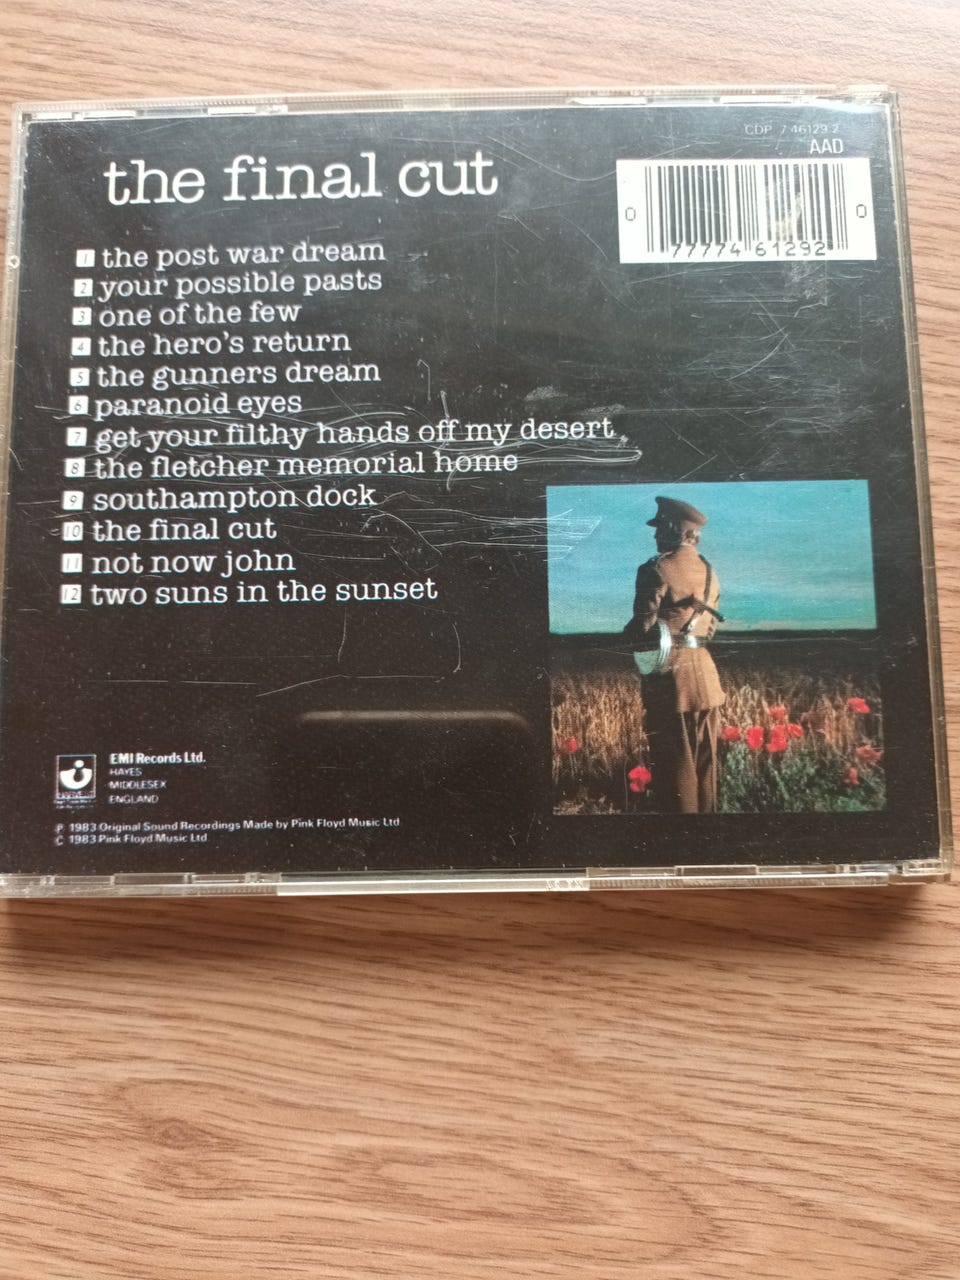 CDP 7 46129 2
AAD
the final cut
0 77774 61292 0
1 the post war dream
2 your possible pasts
3 one of the few
4 the hero's return
5 the gunners dream
6 paranoid eyes
7 get your filthy hands off my desert
8 the fletcher memorial home
9 southampton dock
10 the final cut
11 not now john
12 two suns in the sunset
EMI Records Ltd.
HAYES
MIDDLESEX
ENGLAND
P 1983 Original Sound Recordings Made by Pink Floyd Music Ltd
C 1983 Pink Floyd Music Ltd